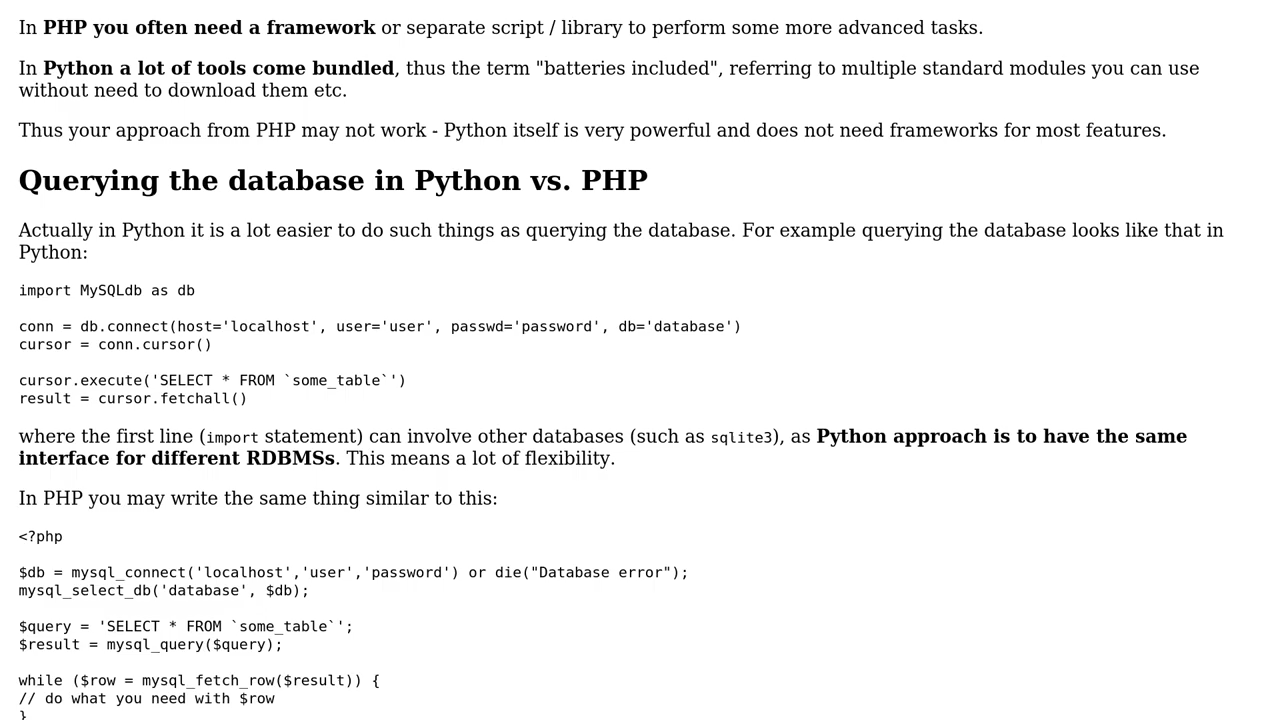 In PHP you often need a framework or separate script / library to perform some more advanced tasks.
In Python a lot of tools come bundled, thus the term "batteries included", referring to multiple standard modules you can use
without need to download them etc.
Thus your approach from PHP may not work - Python itself is very powerful and does not need frameworks for most features.
Querying the database in Python vs. PHP
Actually in Python it is a lot easier to do such things as querying the database. For example querying the database looks like that in
Python:
import MySQLdb as db
conn = db.connect(host='localhost', user='user', passwd='password', db='database')
cursor = conn.cursor()
cursor.execute('SELECT * FROM `some_table`')
result = cursor.fetchall()
where the first line (import statement) can involve other databases (such as sqlite3), as Python approach is to have the same
interface for different RDBMSs. This means a lot of flexibility.
In PHP you may write the same thing similar to this:
<?php
$db = mysql_connect('localhost','user','password') or die("Database error");
mysql_select_db('database', $db);
$query = 'SELECT * FROM `some_table`';
$result = mysql_query($query);
while ($row = mysql_fetch_row($result)) {
// do what you need with $row
}